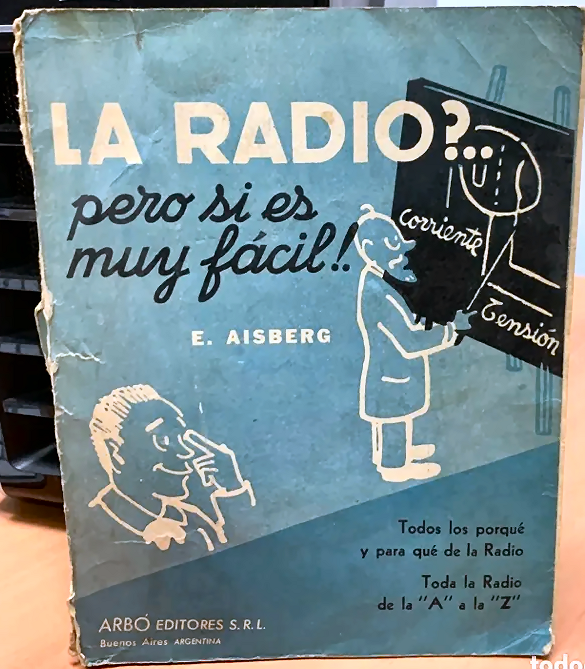 LA RADIO?..
pero si es
muy fácil!!
corriente
Tensión
E. AISBERG
Todos los porqué
y para qué de la Radio
Toda la Radio
de la "A" a la "Z"
ARBÓ EDITORES S.R.L.
Buenos Aires ARGENTINA